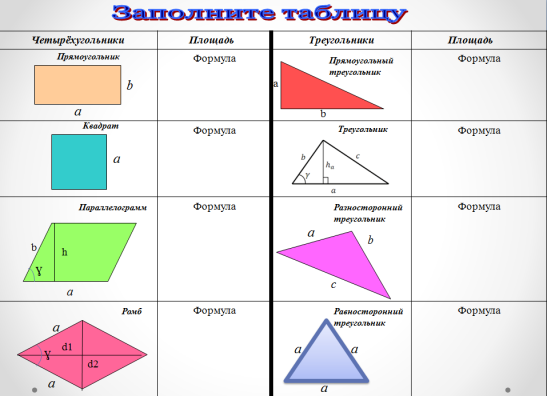 Заполните таблицу
Четырёхугольники Площадь Треугольники Площадь
Прямоугольник
b
a
Формула
Прямоугольный
треугольник
a
b
Формула
Квадрат
a
Формула
Треугольник
b
c
hₐ
γ
a
Формула
Параллелограмм
b
h
Ɣ
a
Формула
Разносторонний
треугольник
a
b
c
Формула
Ромб
a
d1
Ɣ
d2
a
Формула
Равносторонний
треугольник
a
a
a
Формула